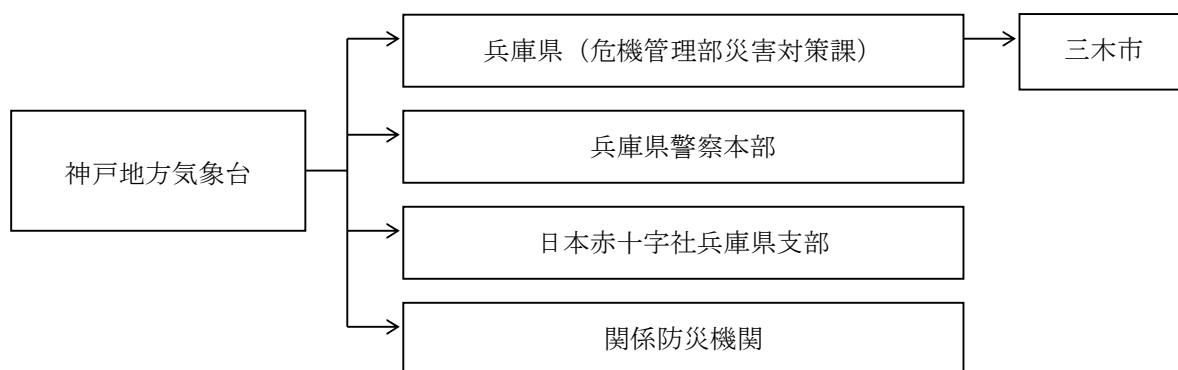 兵庫県（危機管理部災害対策課）
三木市
神戸地方気象台
兵庫県警察本部
日本赤十字社兵庫県支部
関係防災機関